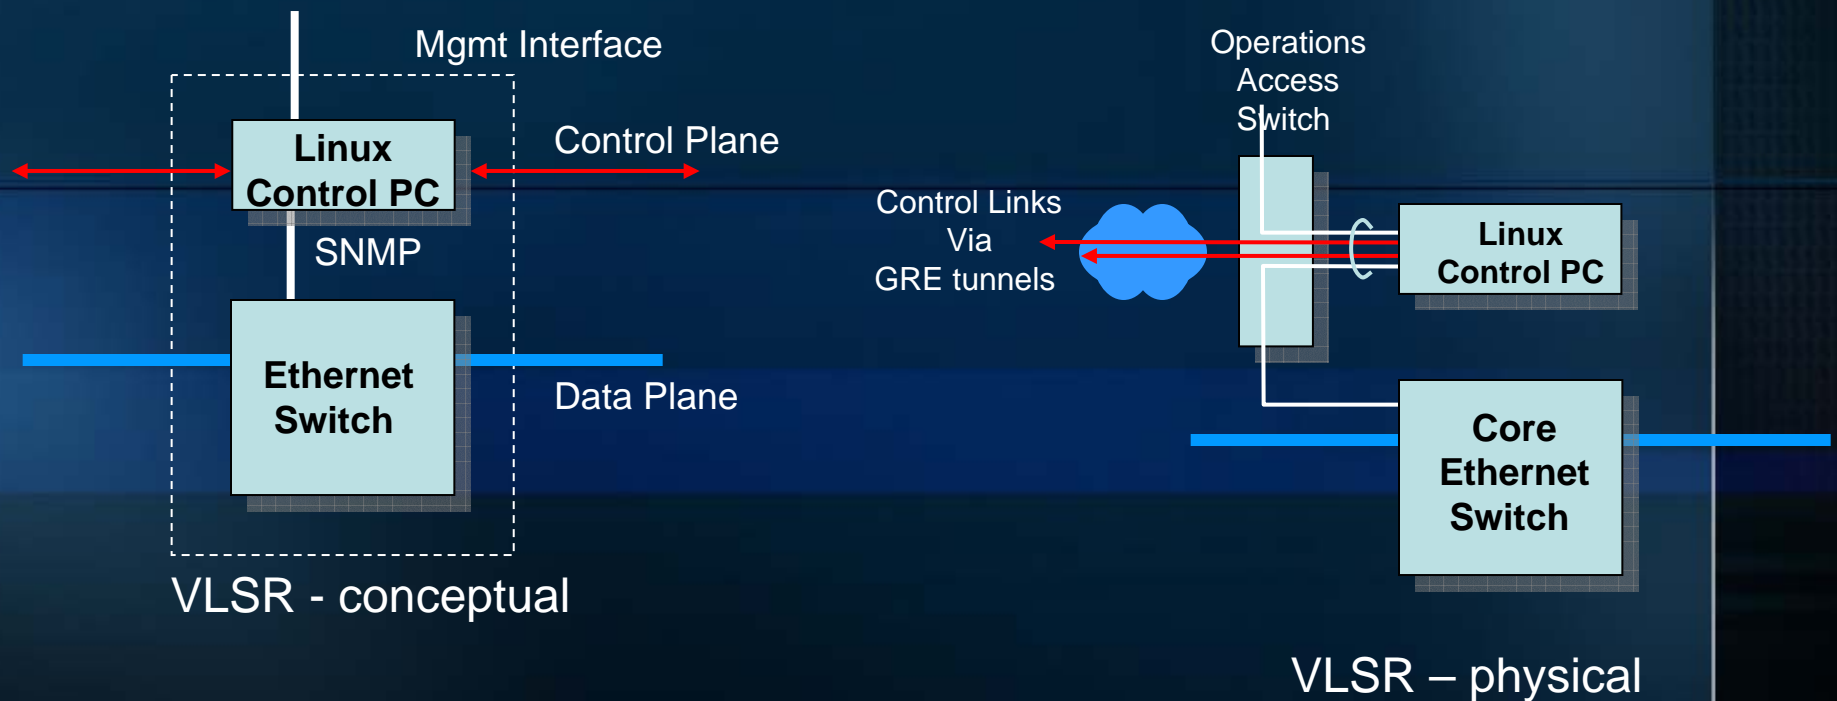 Mgmt Interface
Linux
Control PC
Control Plane
SNMP
Ethernet
Switch
Data Plane
VLSR - conceptual
Operations
Access
Switch
Control Links
Via
GRE tunnels
Linux
Control PC
Core
Ethernet
Switch
VLSR – physical